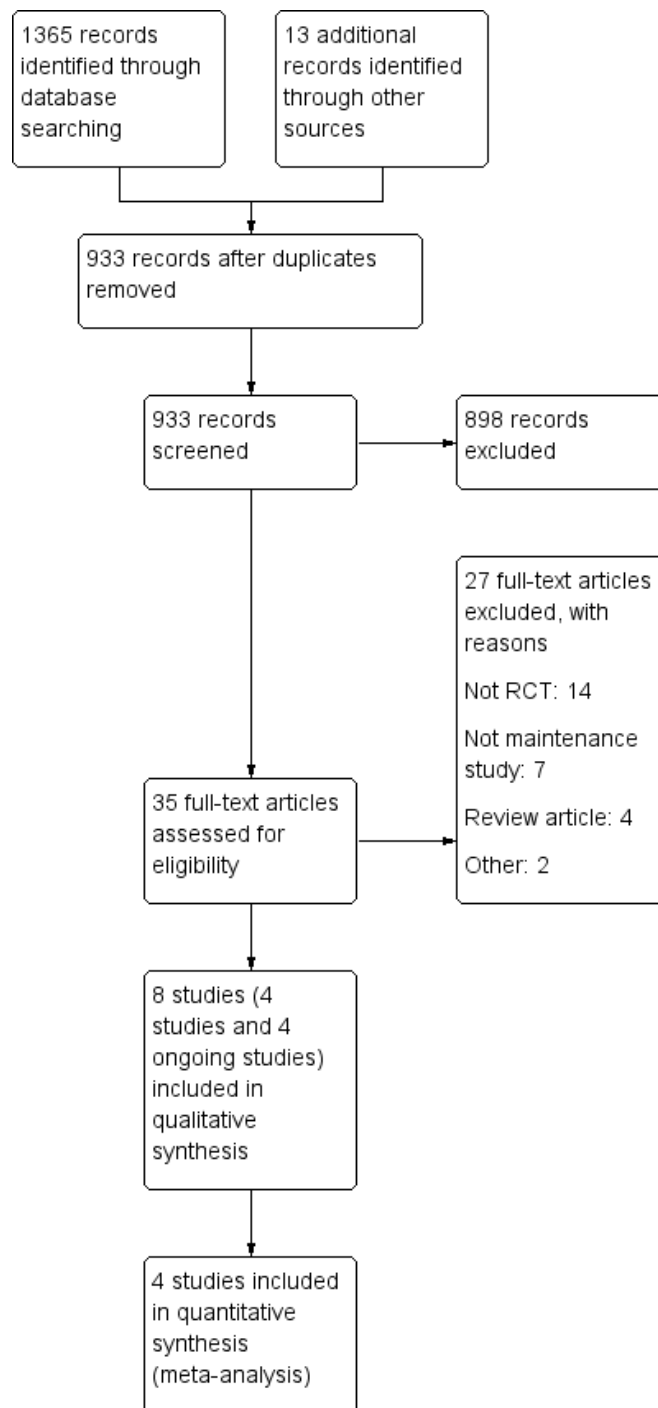 1365 records
identified through
database
searching
13 additional
records identified
through other
sources
933 records after duplicates
removed
933 records
screened
898 records
excluded
27 full-text articles
excluded, with
reasons
Not RCT: 14
Not maintenance
study: 7
Review article: 4
Other: 2
35 full-text articles
assessed for
eligibility
8 studies (4
studies and 4
ongoing studies)
included in
qualitative
synthesis
4 studies included
in quantitative
synthesis
(meta-analysis)